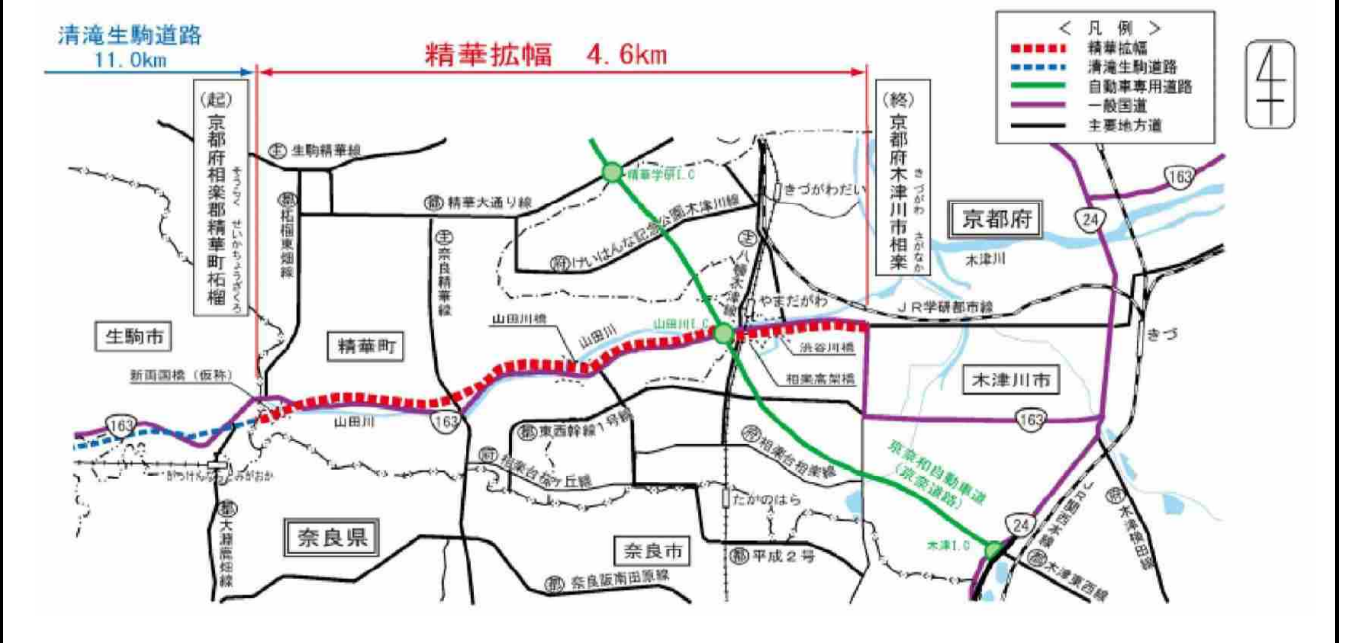 清滝生駒道路
11.0km
精華拡幅 4.6km
＜ 凡 例 ＞
精華拡幅
清滝生駒道路
自動車専用道路
一般国道
主要地方道
(起)
京都府相楽郡精華町柘榴
そうらく せいかちょうざくろ
(終)
京都府木津川市相楽
きづがわ さがなか
主 生駒精華線
都 柘榴東畑線
都 精華大通り線
主 奈良精華線
精華学研I.C
府 けいはんな記念公園木津川線
きづがわだい
主 八幡木津線
京都府
163
24
木津川
JR学研都市線
やまだがわ
山田川I.C
山田川橋
山田川
渋谷川橋
相楽高架橋
きづ
生駒市
精華町
木津川市
新両国橋（仮称）
163
山田川
163
163
都 東西幹線1号線
府 相楽台桜ヶ丘線
府 相楽台相楽線
京奈和自動車道
(京奈道路)
たかのはら
都 大淵鹿畑線
奈良県
奈良市
都 平成2号
都 奈良阪南田原線
木津I.C
24
JR関西本線
都 木津東西線
府 木津横田線